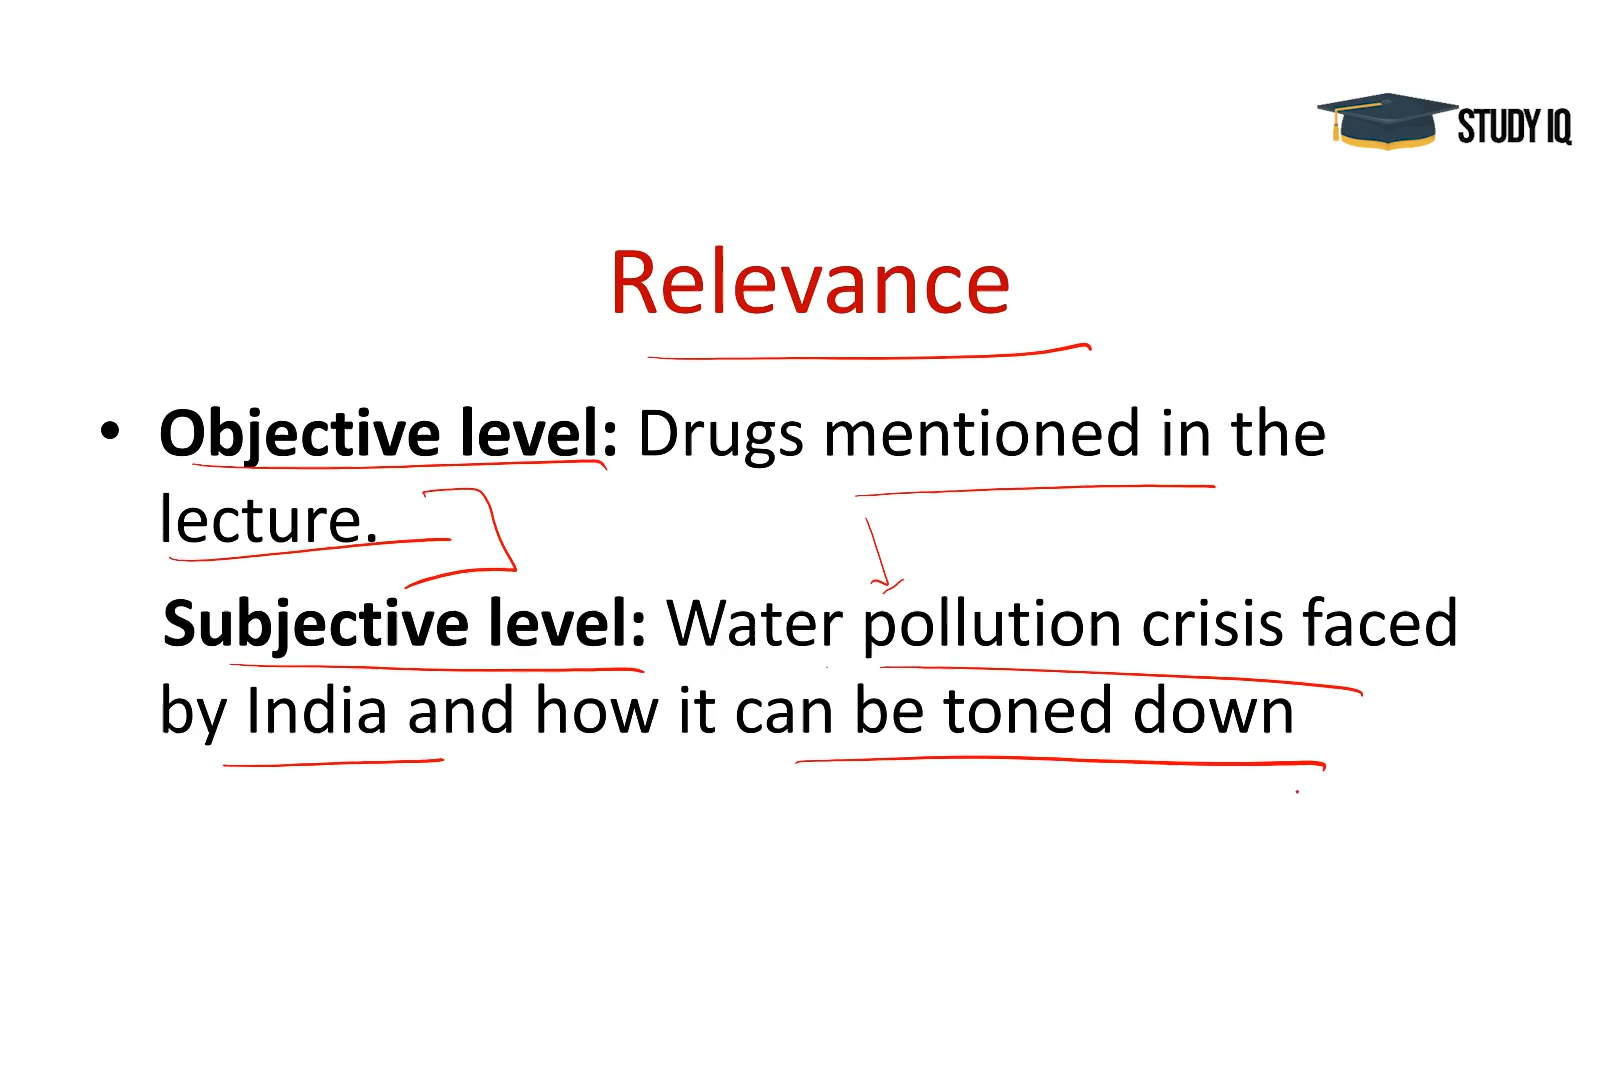 STUDY IQ
Relevance
• Objective level: Drugs mentioned in the
lecture.
Subjective level: Water pollution crisis faced
by India and how it can be toned down